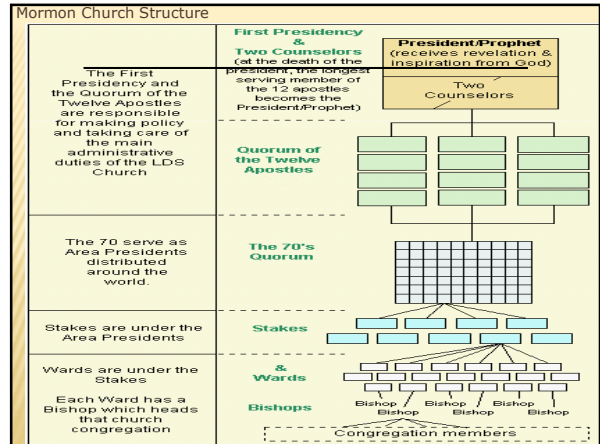 Mormon Church Structure
The First
Presidency and
the Quorum of the
Twelve Apostles
are responsible
for making policy
and taking care of
the main
administrative
duties of the LDS
Church
First Presidency
&
Two Counselors
(at the death of the
president, the longest
serving member of
the 12 apostles
becomes the
President/Prophet)
President/Prophet
(receives revelation &
inspiration from God)
Two
Counselors
Quorum of
the Twelve
Apostles
The 70 serve as
Area Presidents
distributed
around the
world.
The 70's
Quorum
Stakes are under the
Area Presidents
Stakes
Wards are under the
Stakes
Each Ward has a
Bishop which heads
that church
congregation
&
Wards
Bishops
Bishop Bishop Bishop
Bishop Bishop Bishop
Congregation members